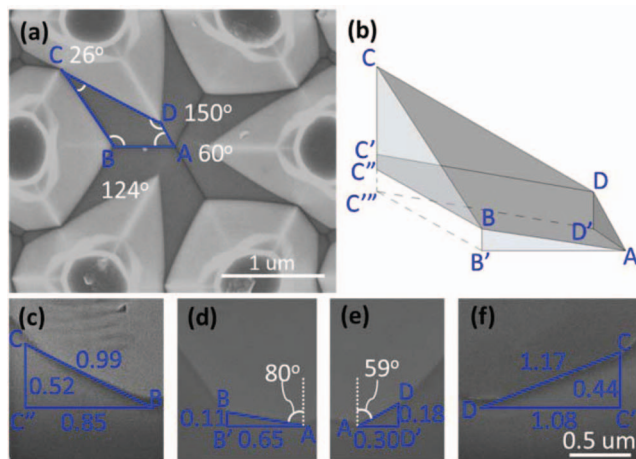 (a)
C 26°
D
150°
B
A
60°
124°
1 um
(b)
C
C'
C"
C'"
D
B
D'
B'
A
(c)
C
0.99
0.52
B
C"
0.85
(d)
80°
B
0.11
B' 0.65 A
(e)
59°
D
0.18
A 0.30 D'
(f)
1.17
C
0.44
D
1.08
C'
0.5 um